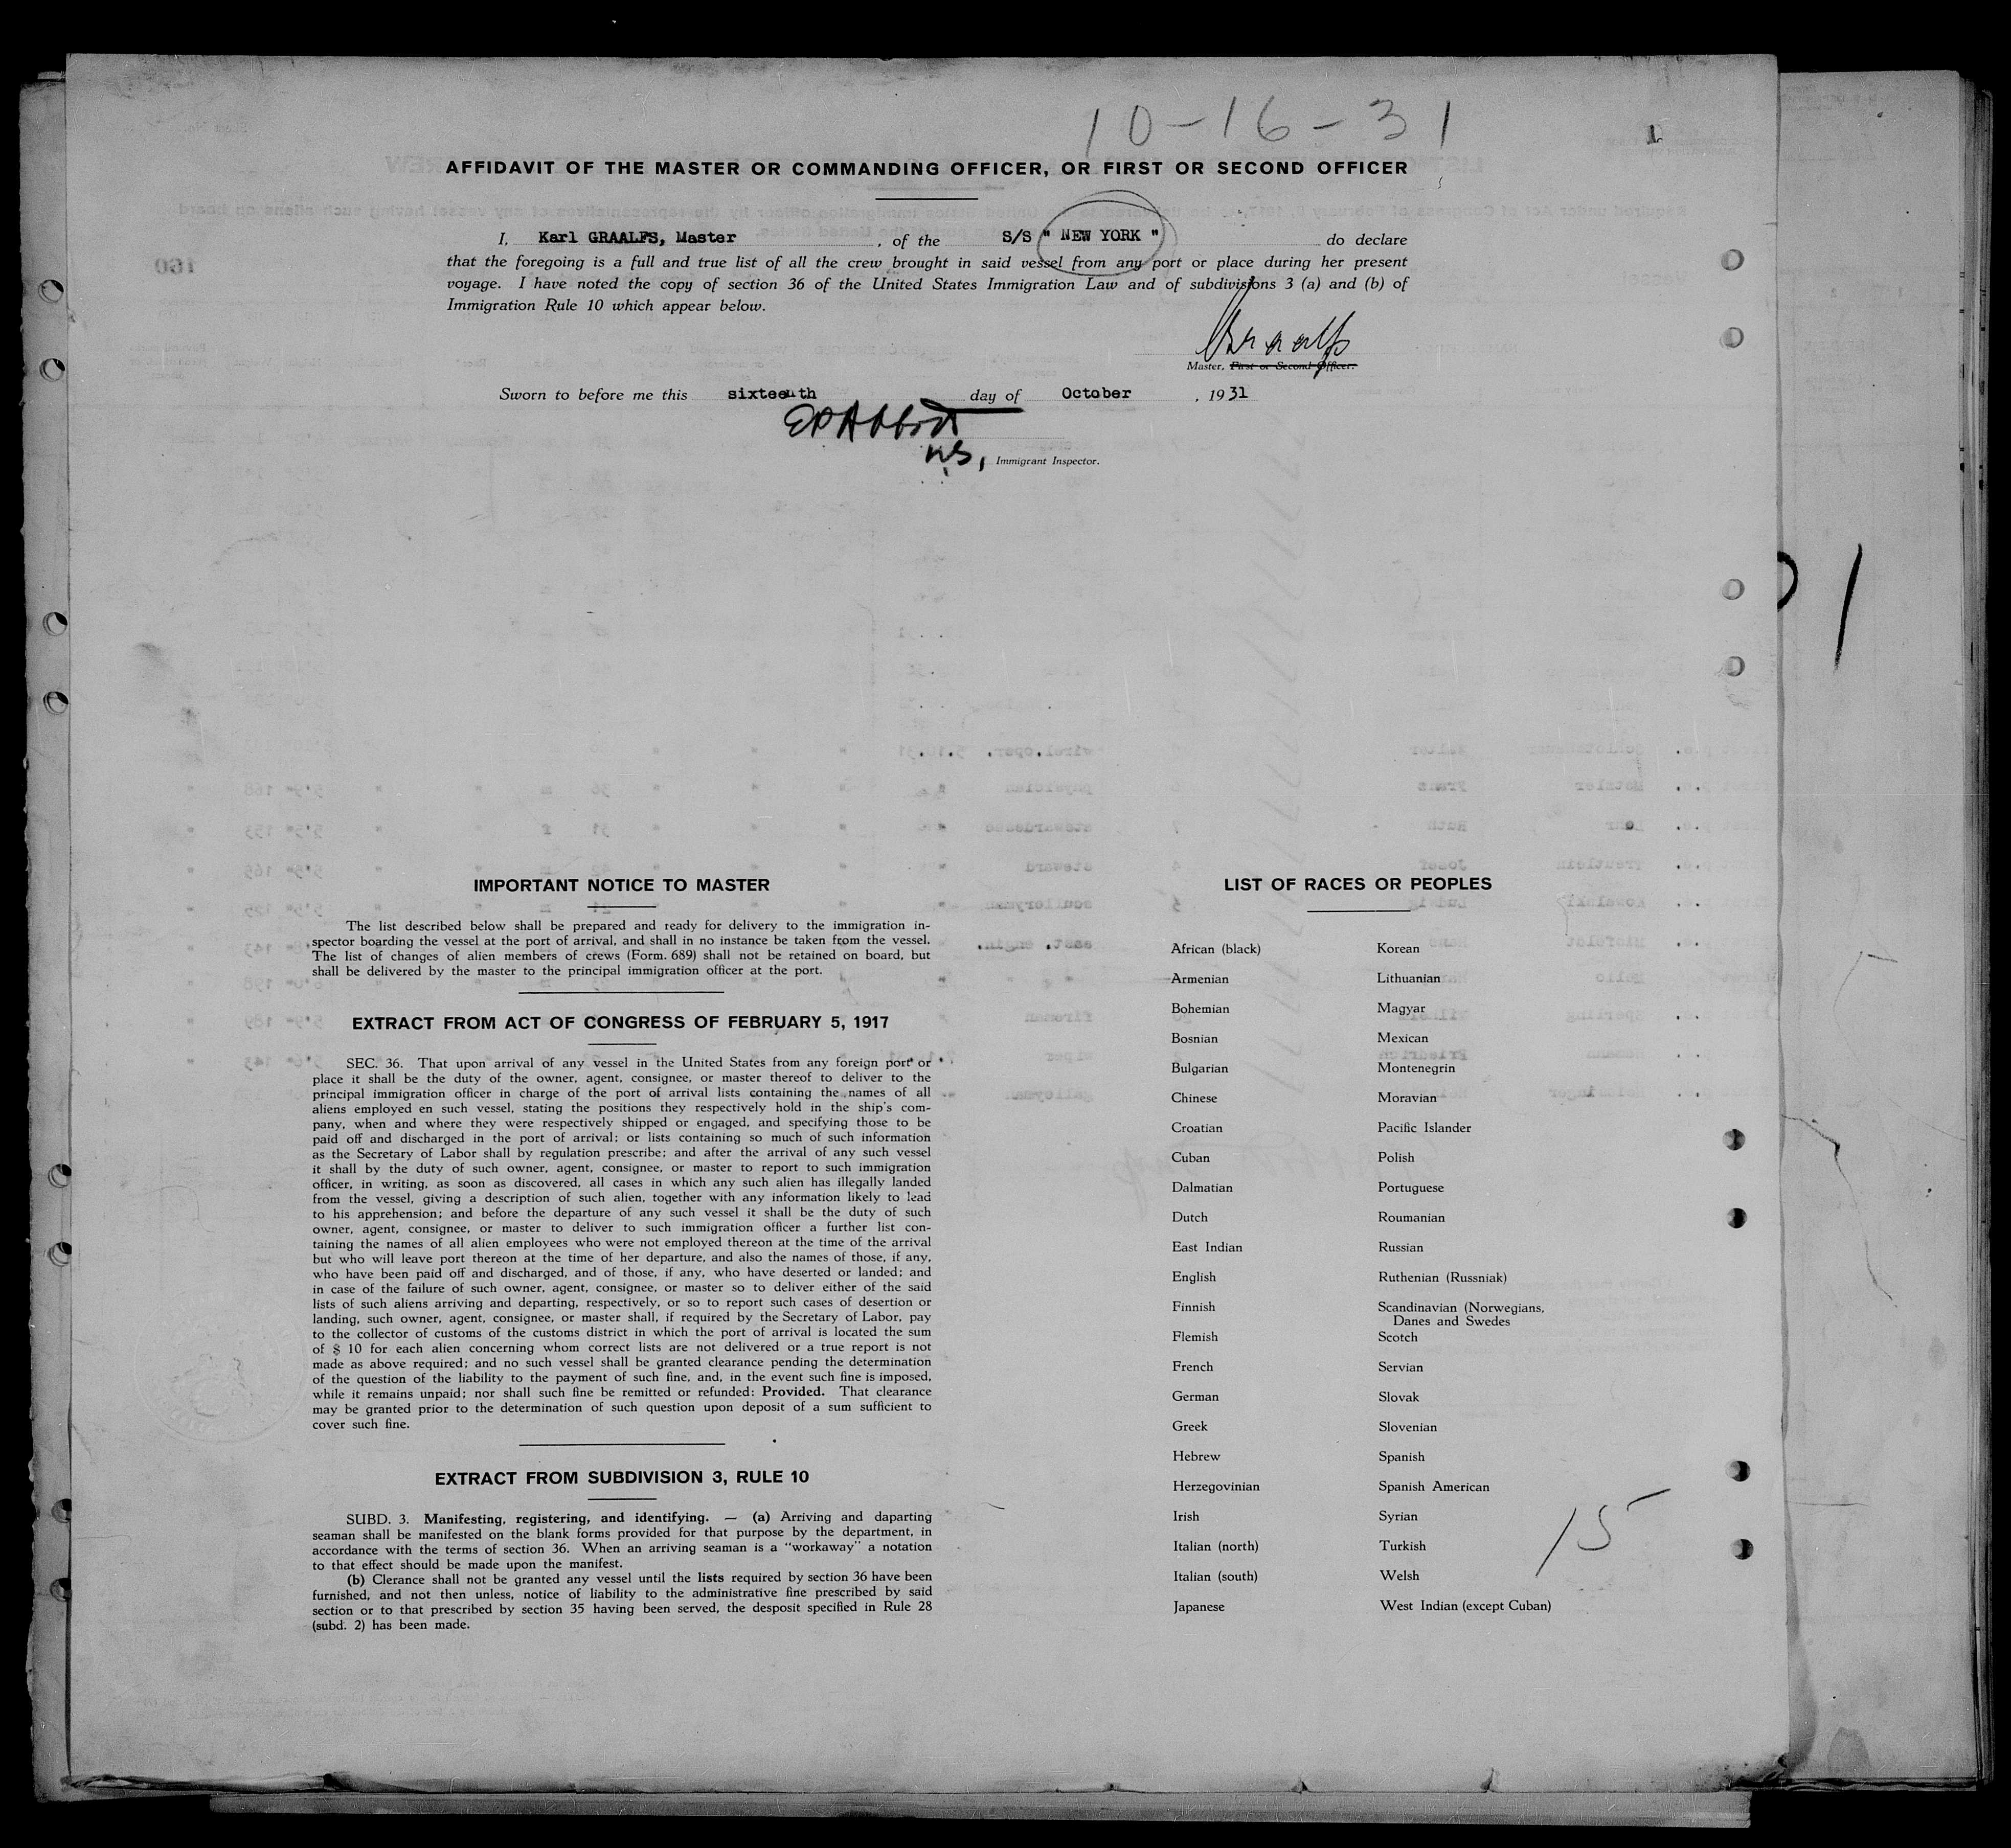 10-16-31
1
AFFIDAVIT OF THE MASTER OR COMMANDING OFFICER, OR FIRST OR SECOND OFFICER
I, Karl GRAALFS, Master, of the S/S " NEW YORK " do declare
that the foregoing is a full and true list of all the crew brought in said vessel from any port or place during her present
voyage. I have noted the copy of section 36 of the United States Immigration Law and of subdivisions 3 (a) and (b) of
Immigration Rule 10 which appear below.
Graalfs
Master, First or Second Officer.
Sworn to before me this sixteenth day of October, 1931
Immigrant Inspector.
IMPORTANT NOTICE TO MASTER
The list described below shall be prepared and ready for delivery to the immigration in-
spector boarding the vessel at the port of arrival, and shall in no instance be taken from the vessel.
The list of changes of alien members of crews (Form. 689) shall not be retained on board, but
shall be delivered by the master to the principal immigration officer at the port.
EXTRACT FROM ACT OF CONGRESS OF FEBRUARY 5, 1917
SEC. 36. That upon arrival of any vessel in the United States from any foreign port or
place it shall be the duty of the owner, agent, consignee, or master thereof to deliver to the
principal immigration officer in charge of the port of arrival lists containing the names of all
aliens employed en such vessel, stating the positions they respectively hold in the ship's com-
pany, when and where they were respectively shipped or engaged, and specifying those to be
paid off and discharged in the port of arrival; or lists containing so much of such information
as the Secretary of Labor shall by regulation prescribe; and after the arrival of any such vessel
it shall by the duty of such owner, agent, consignee, or master to report to such immigration
officer, in writing, as soon as discovered, all cases in which any such alien has illegally landed
from the vessel, giving a description of such alien, together with any information likely to lead
to his apprehension; and before the departure of any such vessel it shall be the duty of such
owner, agent, consignee, or master to deliver to such immigration officer a further list con-
taining the names of all alien employees who were not employed thereon at the time of the arrival
but who will leave port thereon at the time of her departure, and also the names of those, if any,
who have been paid off and discharged, and of those, if any, who have deserted or landed; and
in case of the failure of such owner, agent, consignee, or master so to deliver either of the said
lists of such aliens arriving and departing, respectively, or so to report such cases of desertion or
landing, such owner, agent, consignee, or master shall, if required by the Secretary of Labor, pay
to the collector of customs of the customs district in which the port of arrival is located the sum
of $ 10 for each alien concerning whom correct lists are not delivered or a true report is not
made as above required; and no such vessel shall be granted clearance pending the determination
of the question of the liability to the payment of such fine, and, in the event such fine is imposed,
while it remains unpaid; nor shall such fine be remitted or refunded: Provided. That clearance
may be granted prior to the determination of such question upon deposit of a sum sufficient to
cover such fine.
EXTRACT FROM SUBDIVISION 3, RULE 10
SUBD. 3. Manifesting, registering, and identifying. — (a) Arriving and daparting
seaman shall be manifested on the blank forms provided for that purpose by the department, in
accordance with the terms of section 36. When an arriving seaman is a "workaway" a notation
to that effect should be made upon the manifest.
(b) Clerance shall not be granted any vessel until the lists required by section 36 have been
furnished, and not then unless, notice of liability to the administrative fine prescribed by said
section or to that prescribed by section 35 having been served, the desposit specified in Rule 28
(subd. 2) has been made.
LIST OF RACES OR PEOPLES
African (black)
Armenian
Bohemian
Bosnian
Bulgarian
Chinese
Croatian
Cuban
Dalmatian
Dutch
East Indian
English
Finnish
Flemish
French
German
Greek
Hebrew
Herzegovinian
Irish
Italian (north)
Italian (south)
Japanese
Korean
Lithuanian
Magyar
Mexican
Montenegrin
Moravian
Pacific Islander
Polish
Portuguese
Roumanian
Russian
Ruthenian (Russniak)
Scandinavian (Norwegians,
Danes and Swedes
Scotch
Servian
Slovak
Slovenian
Spanish
Spanish American
Syrian
Turkish
Welsh
West Indian (except Cuban)
15